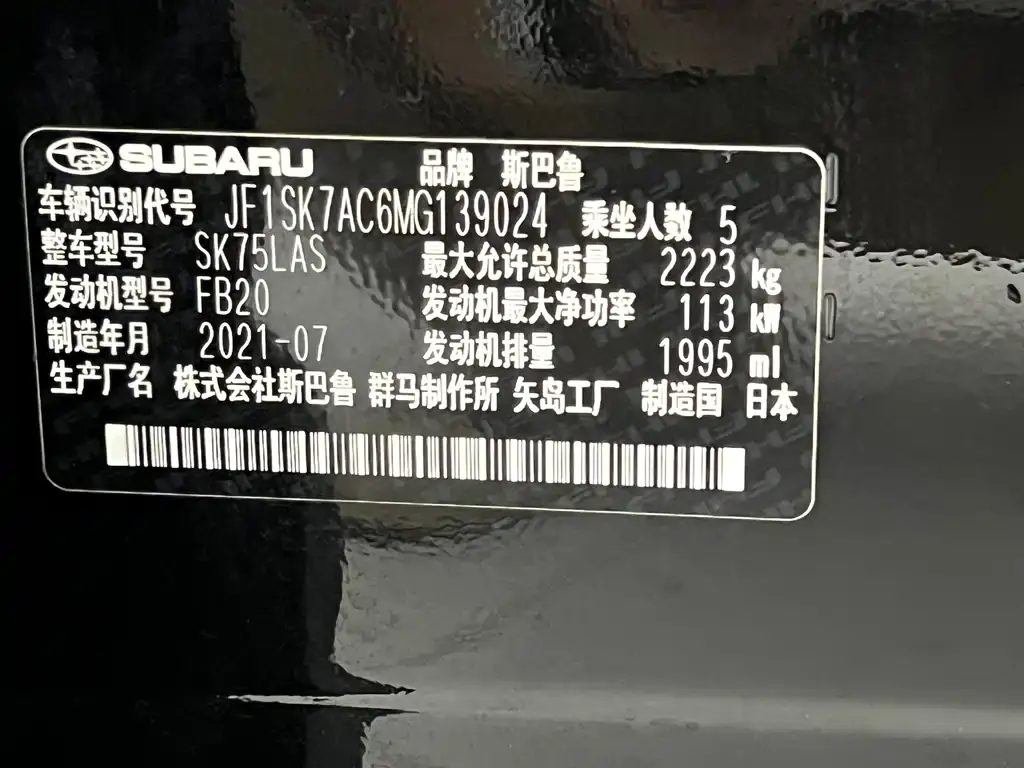 SUBARU 品牌 斯巴鲁
车辆识别代号 JF1SK7AC6MG139024 乘坐人数 5
整车型号 SK75LAS 最大允许总质量 2223 kg
发动机型号 FB20 发动机最大净功率 113 kW
制造年月 2021-07 发动机排量 1995 ml
生产厂名 株式会社斯巴鲁 群马制作所 矢岛工厂 制造国 日本